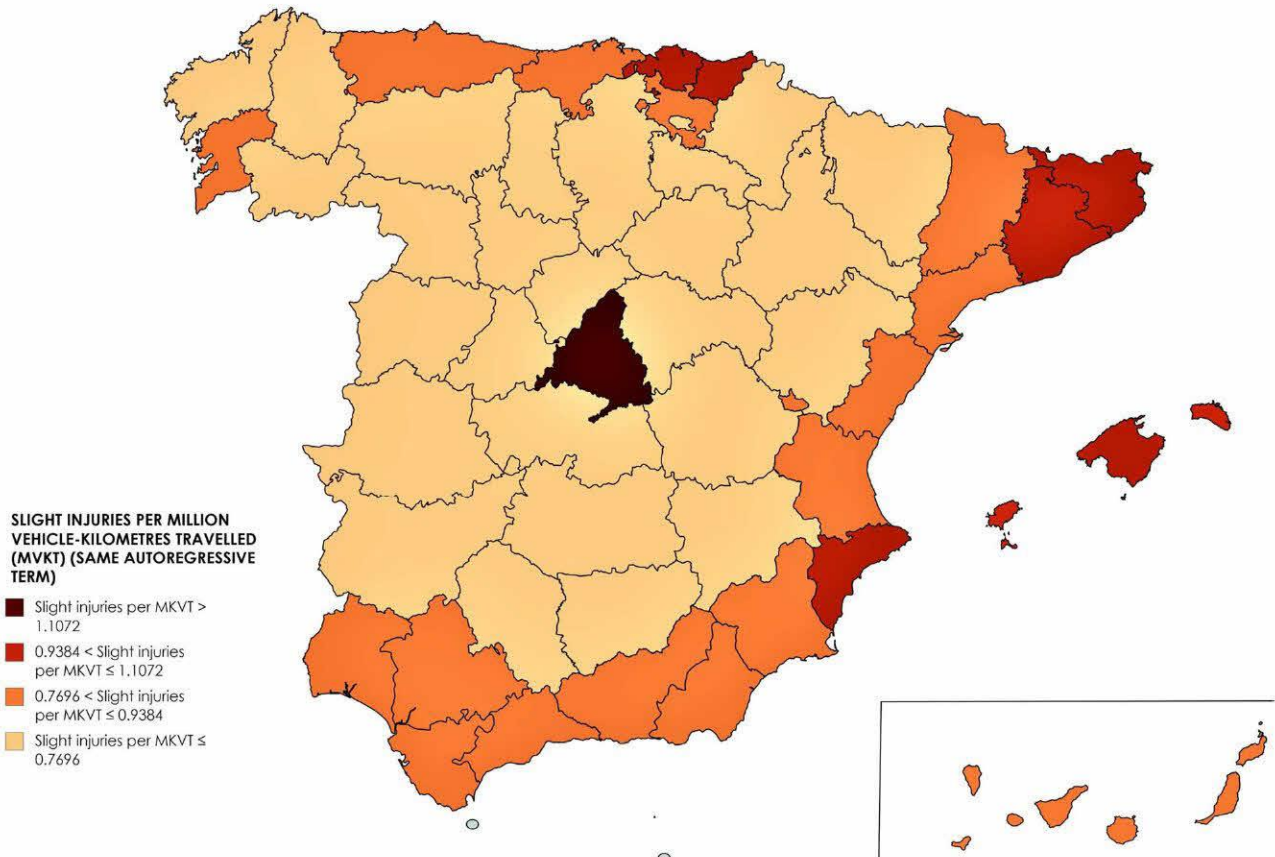 SLIGHT INJURIES PER MILLION
VEHICLE-KILOMETRES TRAVELLED
(MVKT) (SAME AUTOREGRESSIVE
TERM)
Slight injuries per MKVT >
1.1072
0.9384 < Slight injuries
per MKVT ≤ 1.1072
0.7696 < Slight injuries
per MKVT ≤ 0.9384
Slight injuries per MKVT ≤
0.7696